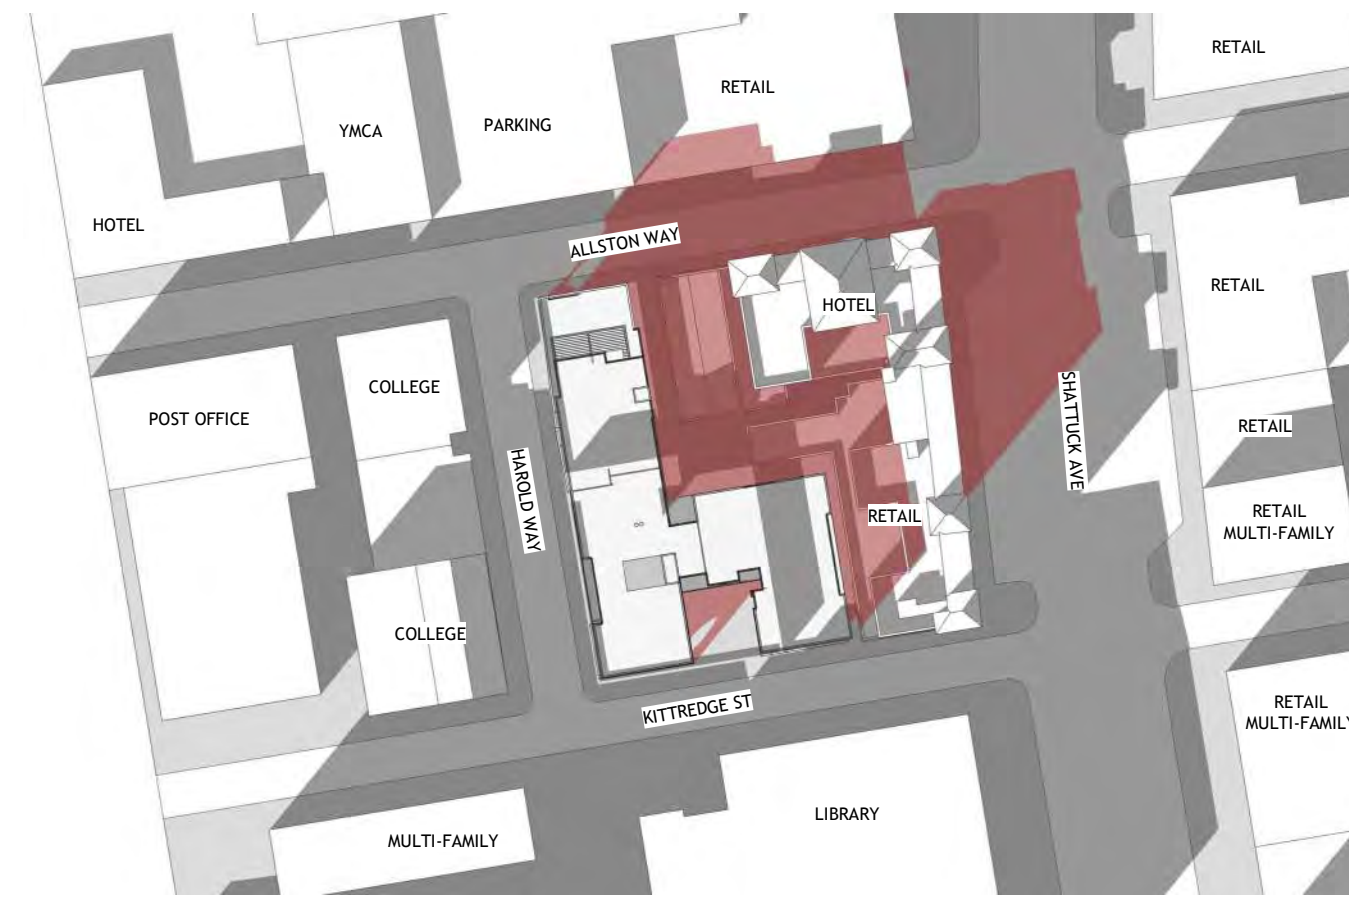 RETAIL
RETAIL
PARKING
YMCA
HOTEL
ALLSTON WAY
RETAIL
HOTEL
COLLEGE
POST OFFICE
SHATTUCK AVE
RETAIL
HAROLD WAY
RETAIL
RETAIL
MULTI-FAMILY
COLLEGE
KITTREDGE ST
RETAIL
MULTI-FAMILY
LIBRARY
MULTI-FAMILY